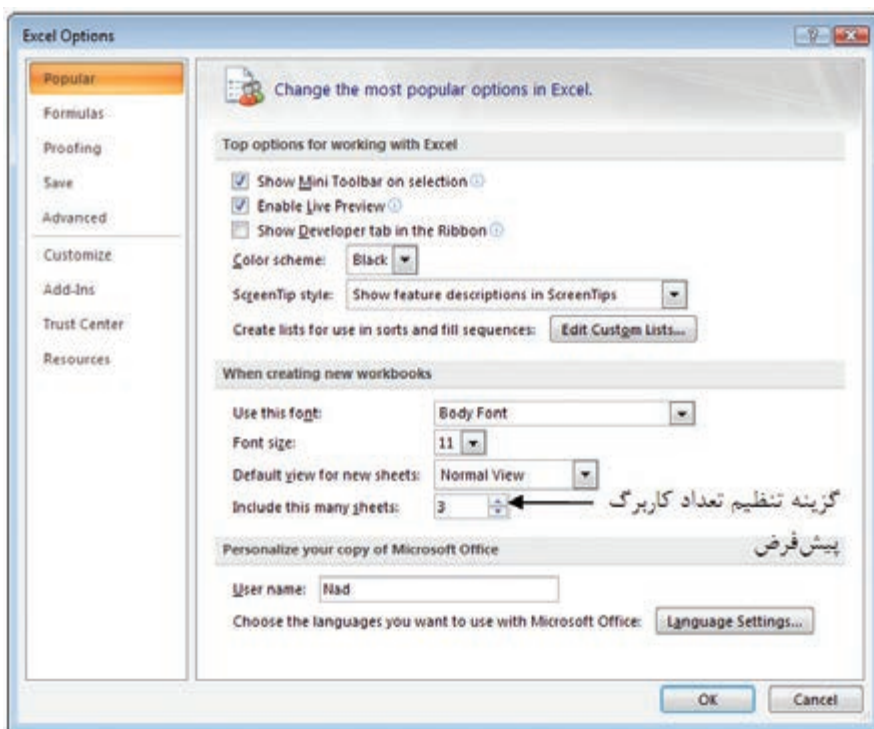 Excel Options
Popular
Formulas
Proofing
Save
Advanced
Customize
Add-Ins
Trust Center
Resources
Change the most popular options in Excel.
Top options for working with Excel
Show Mini Toolbar on selection
Enable Live Preview
Show Developer tab in the Ribbon
Color scheme: Black
ScreenTip style: Show feature descriptions in ScreenTips
Create lists for use in sorts and fill sequences: Edit Custom Lists...
When creating new workbooks
Use this font: Body Font
Font size: 11
Default view for new sheets: Normal View
Include this many sheets: 3
گزینه تنظیم تعداد کاربرگ
پیش‌فرض
Personalize your copy of Microsoft Office
User name: Nad
Choose the languages you want to use with Microsoft Office: Language Settings...
OK Cancel